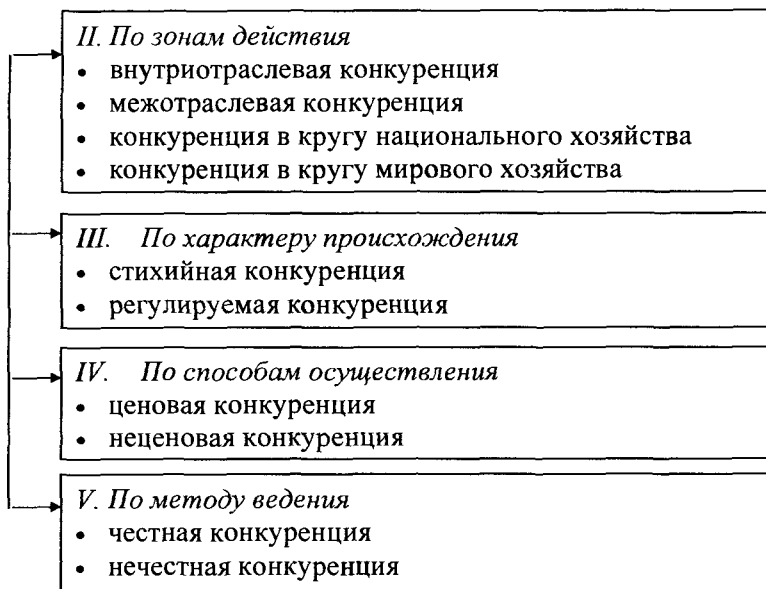 II. По зонам действия
• внутриотраслевая конкуренция
• межотраслевая конкуренция
• конкуренция в кругу национального хозяйства
• конкуренция в кругу мирового хозяйства
III. По характеру происхождения
• стихийная конкуренция
• регулируемая конкуренция
IV. По способам осуществления
• ценовая конкуренция
• неценовая конкуренция
V. По методу ведения
• честная конкуренция
• нечестная конкуренция